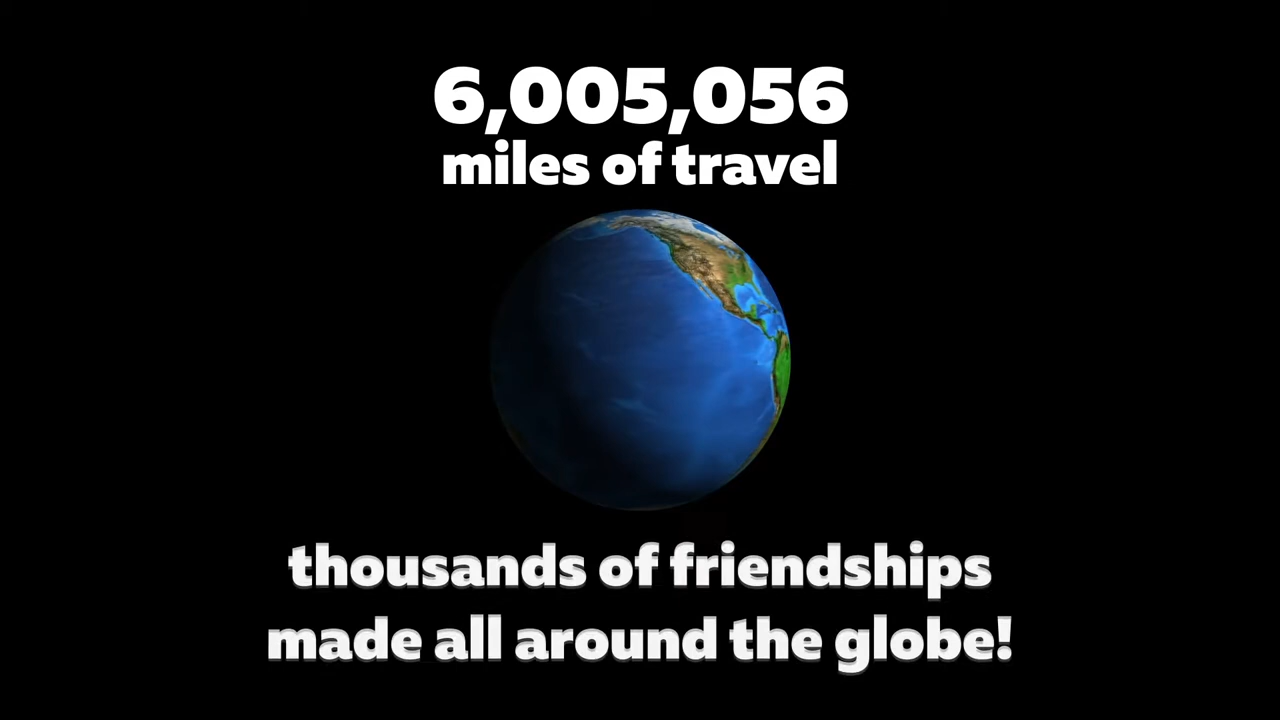 6,005,056
miles of travel
thousands of friendships
made all around the globe!